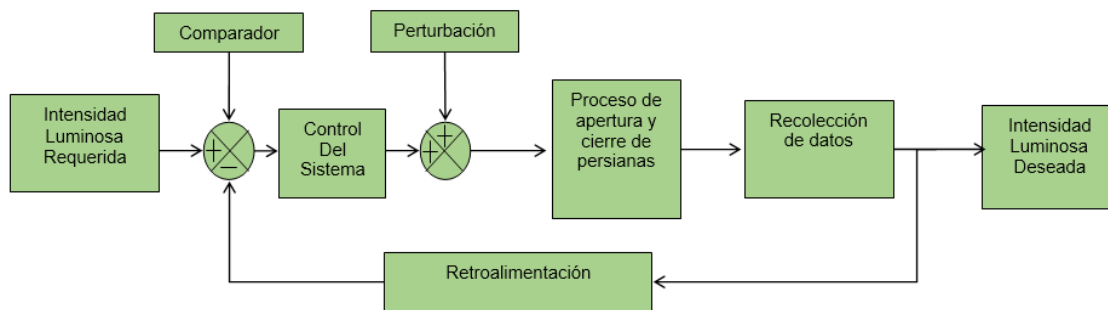 Comparador
Perturbación
Intensidad
Luminosa
Requerida
+
−
Control
Del
Sistema
+
+
Proceso de
apertura y
cierre de
persianas
Recolección
de datos
Intensidad
Luminosa
Deseada
Retroalimentación